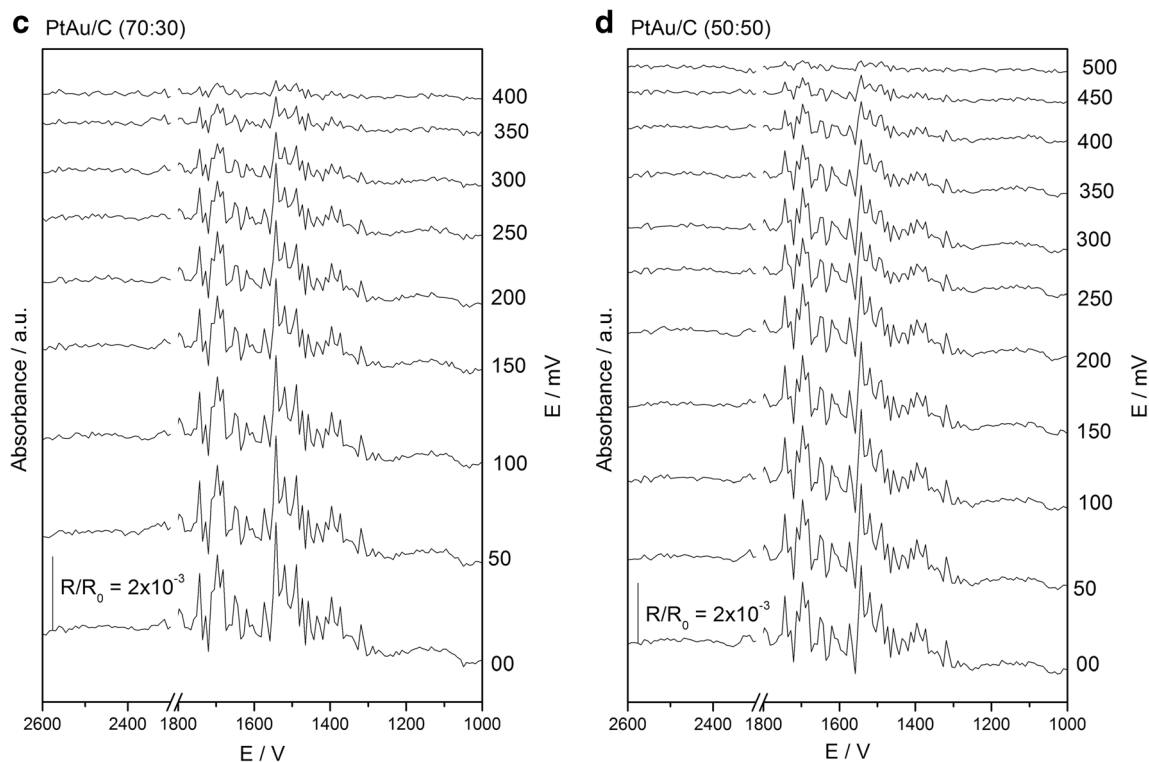 c PtAu/C (70:30)
400
350
300
250
200
150
100
50
00
R/R0 = 2x10-3
Absorbance / a.u.
E / mV
2600 2400 1800 1600 1400 1200 1000
E / V
d PtAu/C (50:50)
500
450
400
350
300
250
200
150
100
50
00
R/R0 = 2x10-3
Absorbance / a.u.
E / mV
2600 2400 1800 1600 1400 1200 1000
E / V